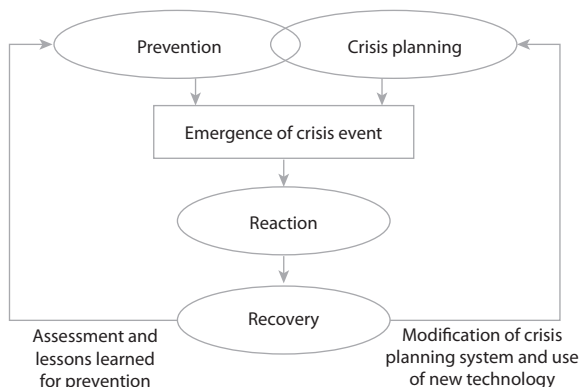 Prevention
Crisis planning
Emergence of crisis event
Reaction
Recovery
Assessment and
lessons learned
for prevention
Modification of crisis
planning system and use
of new technology